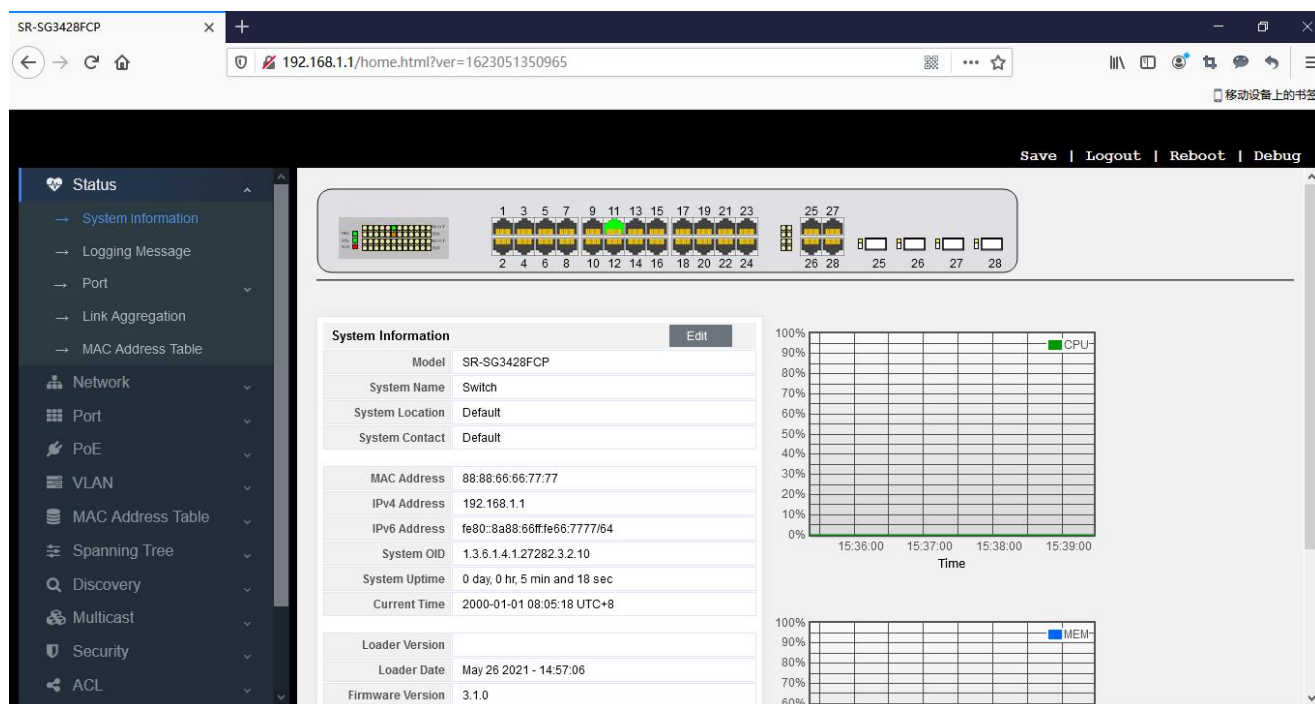 SR-SG3428FCP
192.168.1.1/home.html?ver=1623051350965
移动设备上的书签
Save | Logout | Reboot | Debug
Status
→ System Information
→ Logging Message
→ Port
→ Link Aggregation
→ MAC Address Table
Network
Port
PoE
VLAN
MAC Address Table
Spanning Tree
Discovery
Multicast
Security
ACL
1 3 5 7 9 11 13 15 17 19 21 23 25 27
2 4 6 8 10 12 14 16 18 20 22 24 26 28 25 26 27 28
System Information Edit
Model SR-SG3428FCP
System Name Switch
System Location Default
System Contact Default
MAC Address 88:88:66:66:77:77
IPv4 Address 192.168.1.1
IPv6 Address fe80::8a88:66ff:fe66:7777/64
System OID 1.3.6.1.4.1.27282.3.2.10
System Uptime 0 day, 0 hr, 5 min and 18 sec
Current Time 2000-01-01 08:05:18 UTC+8
Loader Version
Loader Date May 26 2021 - 14:57:06
Firmware Version 3.1.0
100%
90%
80%
70%
60%
50%
40%
30%
20%
10%
0%
CPU
15:36:00 15:37:00 15:38:00 15:39:00
Time
100%
90%
80%
70%
60%
MEM